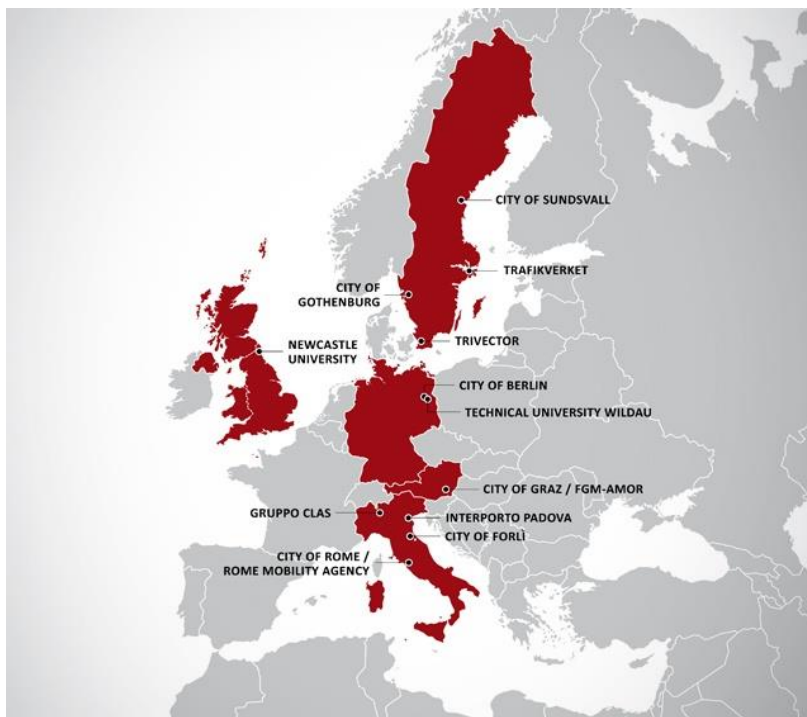 CITY OF SUNDSVALL
TRAFIKVERKET
CITY OF
GOTHENBURG
TRIVECTOR
NEWCASTLE
UNIVERSITY
CITY OF BERLIN
TECHNICAL UNIVERSITY WILDAU
CITY OF GRAZ / FGM-AMOR
GRUPPO CLAS
INTERPORTO PADOVA
CITY OF FORLÌ
CITY OF ROME /
ROME MOBILITY AGENCY